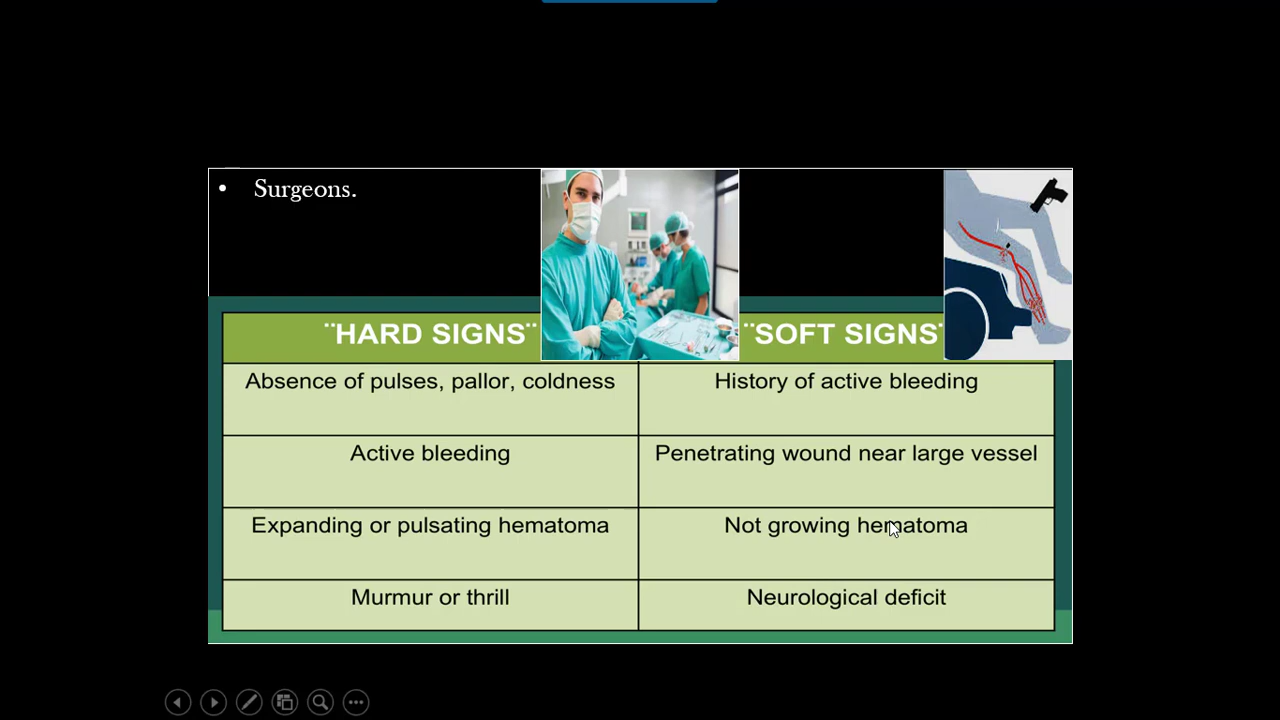 • Surgeons.
¨HARD SIGNS¨
¨SOFT SIGNS¨
Absence of pulses, pallor, coldness
History of active bleeding
Active bleeding
Penetrating wound near large vessel
Expanding or pulsating hematoma
Not growing hematoma
Murmur or thrill
Neurological deficit